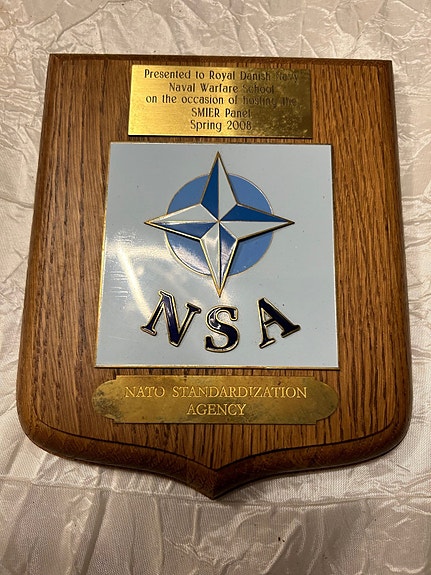 Presented to Royal Danish Navy
Naval Warfare School
on the occasion of hosting the
SMIER Panel
Spring 2008
NSA
NATO STANDARDIZATION
AGENCY